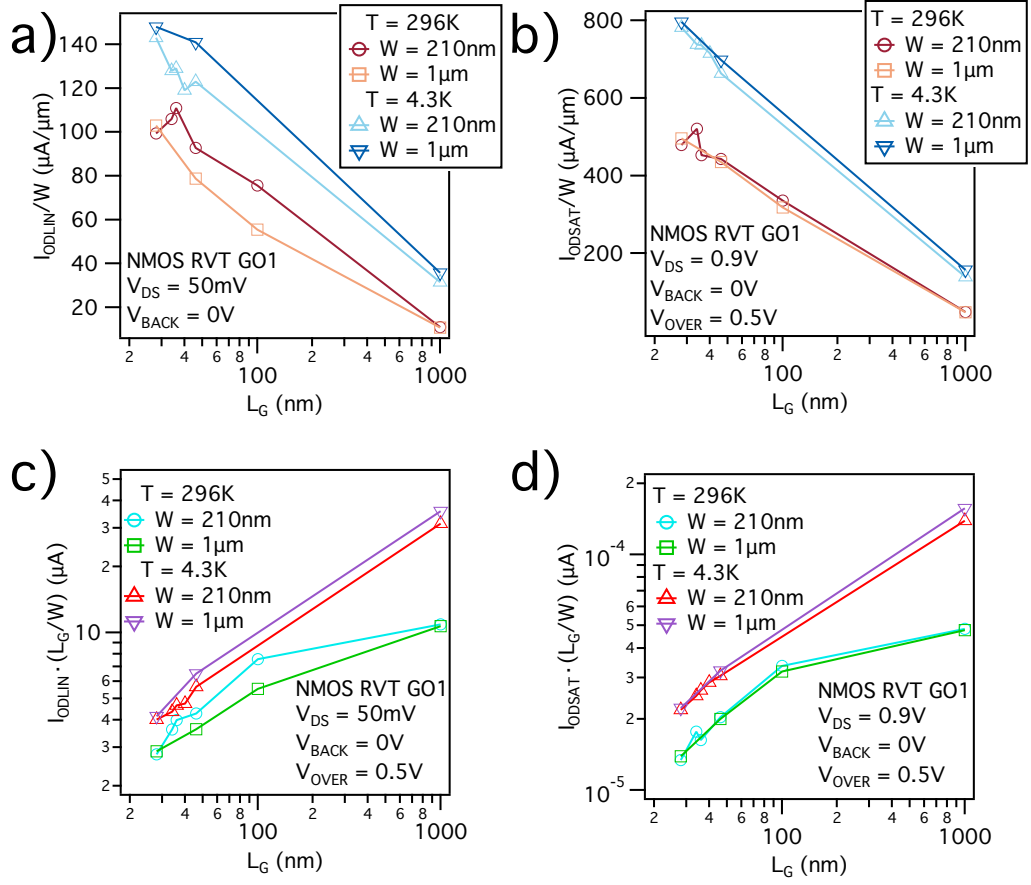 a)
I_ODLIN/W (µA/µm)
140
120
100
80
60
40
20
T = 296K
W = 210nm
W = 1µm
T = 4.3K
W = 210nm
W = 1µm
NMOS RVT GO1
V_DS = 50mV
V_BACK = 0V
2 4 6 8 100 2 4 6 8 1000
L_G (nm)
b)
I_ODSAT/W (µA/µm)
800
600
400
200
T = 296K
W = 210nm
W = 1µm
T = 4.3K
W = 210nm
W = 1µm
NMOS RVT GO1
V_DS = 0.9V
V_BACK = 0V
V_OVER = 0.5V
2 4 6 8 100 2 4 6 8 1000
L_G (nm)
c)
I_ODLIN·(L_G/W) (µA)
5
4
3
2
10
8
6
5
4
3
2
T = 296K
W = 210nm
W = 1µm
T = 4.3K
W = 210nm
W = 1µm
NMOS RVT GO1
V_DS = 50mV
V_BACK = 0V
V_OVER = 0.5V
2 4 6 8 100 2 4 6 8 1000
L_G (nm)
d)
I_ODSAT·(L_G/W) (µA)
2
10⁻⁴
8
6
5
4
3
2
10⁻⁵
T = 296K
W = 210nm
W = 1µm
T = 4.3K
W = 210nm
W = 1µm
NMOS RVT GO1
V_DS = 0.9V
V_BACK = 0V
V_OVER = 0.5V
2 4 6 8 100 2 4 6 8 1000
L_G (nm)